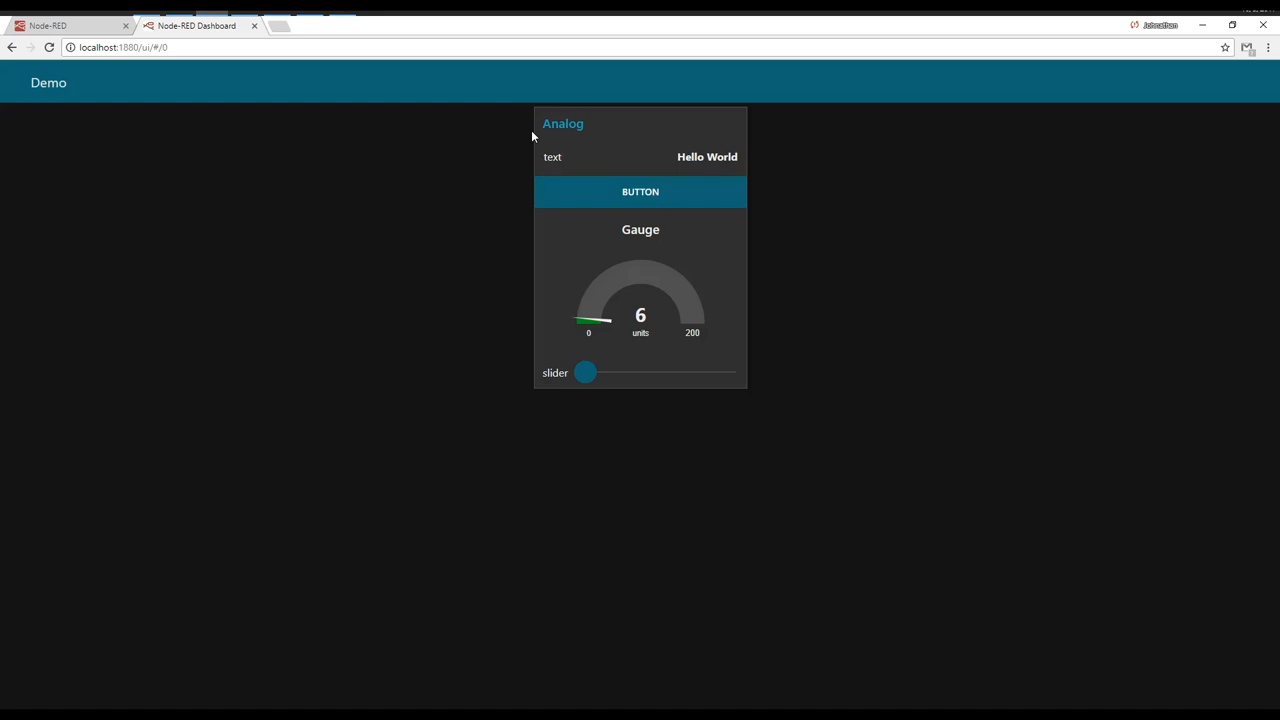 Node-RED
Node-RED Dashboard
Johnathan
localhost:1880/ui/#/0
Demo
Analog
text Hello World
BUTTON
Gauge
6
0 units 200
slider